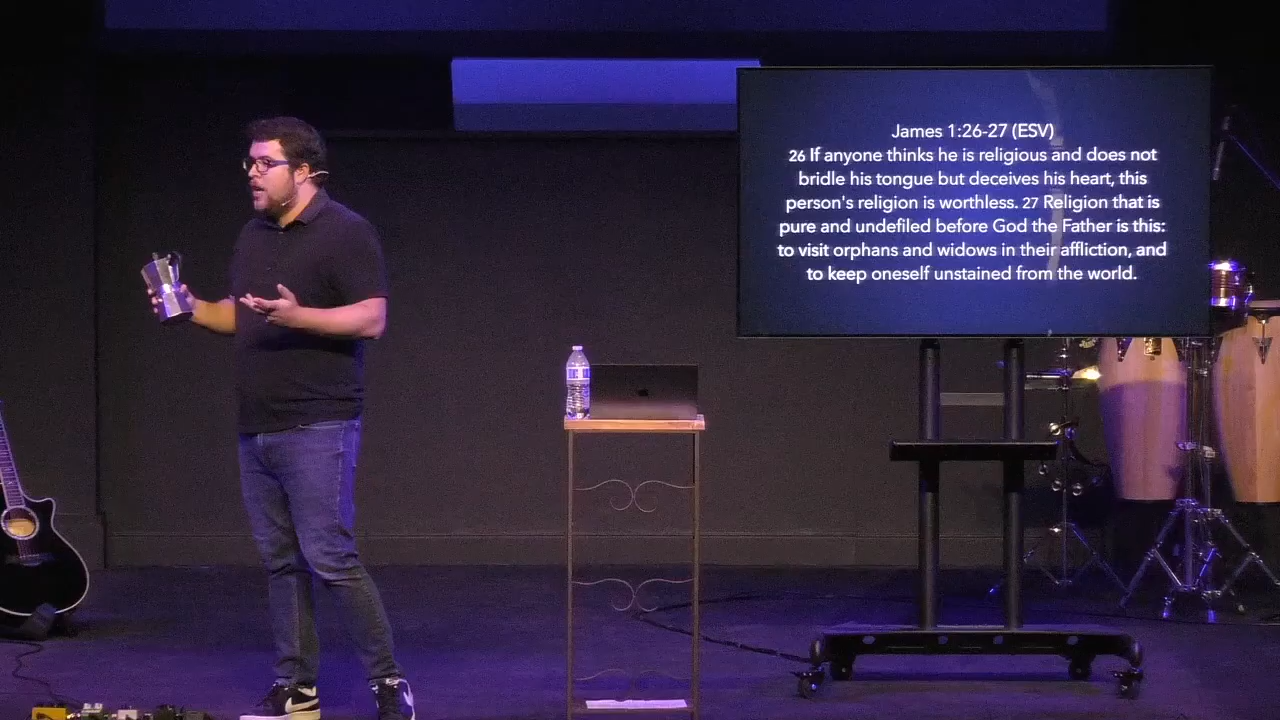 James 1:26-27 (ESV)
26 If anyone thinks he is religious and does not
bridle his tongue but deceives his heart, this
person's religion is worthless. 27 Religion that is
pure and undefiled before God the Father is this:
to visit orphans and widows in their affliction, and
to keep oneself unstained from the world.